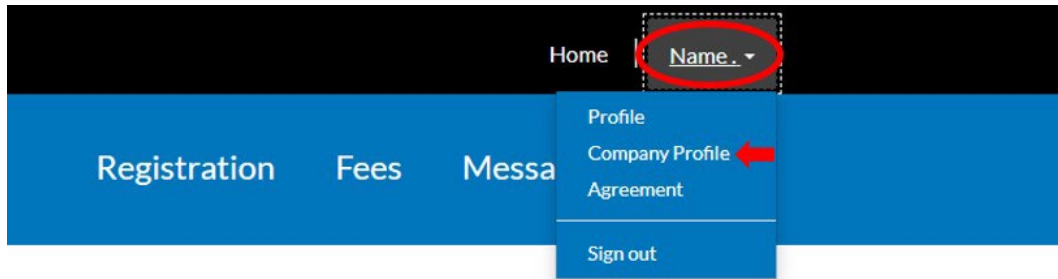 Home | Name .
Profile
Company Profile
Registration Fees Messa
Agreement
Sign out